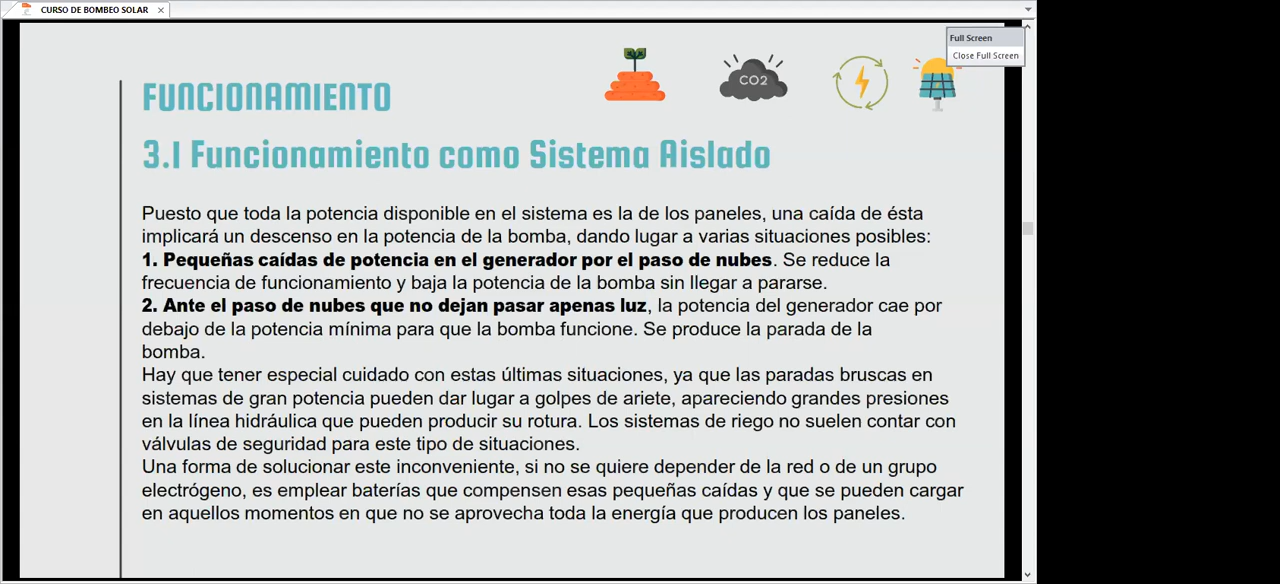 CURSO DE BOMBEO SOLAR
Full Screen
Close Full Screen
CO2
FUNCIONAMIENTO
3.1 Funcionamiento como Sistema Aislado
Puesto que toda la potencia disponible en el sistema es la de los paneles, una caída de ésta
implicará un descenso en la potencia de la bomba, dando lugar a varias situaciones posibles:
1. Pequeñas caídas de potencia en el generador por el paso de nubes. Se reduce la
frecuencia de funcionamiento y baja la potencia de la bomba sin llegar a pararse.
2. Ante el paso de nubes que no dejan pasar apenas luz, la potencia del generador cae por
debajo de la potencia mínima para que la bomba funcione. Se produce la parada de la
bomba.
Hay que tener especial cuidado con estas últimas situaciones, ya que las paradas bruscas en
sistemas de gran potencia pueden dar lugar a golpes de ariete, apareciendo grandes presiones
en la línea hidráulica que pueden producir su rotura. Los sistemas de riego no suelen contar con
válvulas de seguridad para este tipo de situaciones.
Una forma de solucionar este inconveniente, si no se quiere depender de la red o de un grupo
electrógeno, es emplear baterías que compensen esas pequeñas caídas y que se pueden cargar
en aquellos momentos en que no se aprovecha toda la energía que producen los paneles.